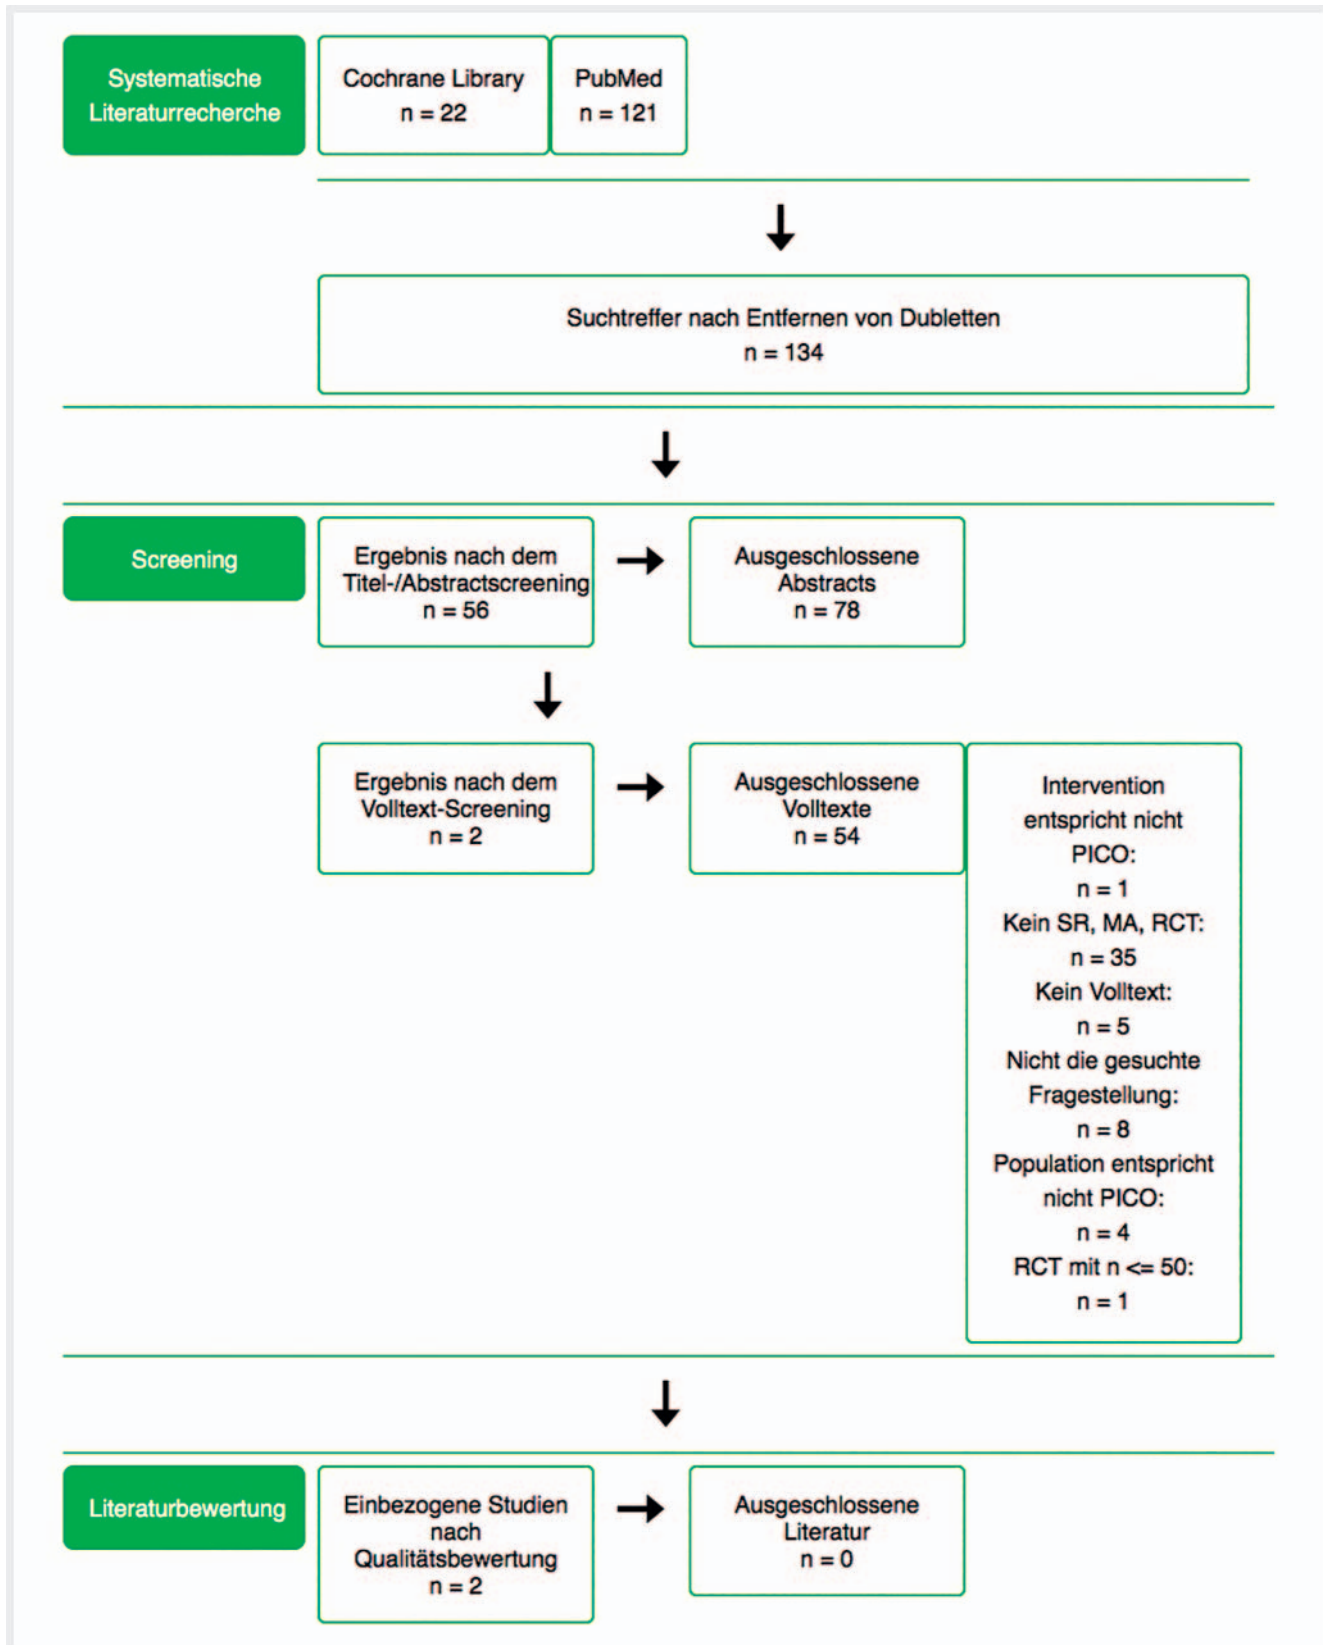 Systematische
Literaturrecherche
Cochrane Library
n = 22
PubMed
n = 121
Suchtreffer nach Entfernen von Dubletten
n = 134
Screening
Ergebnis nach dem
Titel-/Abstractscreening
n = 56
Ausgeschlossene
Abstracts
n = 78
Ergebnis nach dem
Volltext-Screening
n = 2
Ausgeschlossene
Volltexte
n = 54
Intervention
entspricht nicht
PICO:
n = 1
Kein SR, MA, RCT:
n = 35
Kein Volltext:
n = 5
Nicht die gesuchte
Fragestellung:
n = 8
Population entspricht
nicht PICO:
n = 4
RCT mit n <= 50:
n = 1
Literaturbewertung
Einbezogene Studien
nach
Qualitätsbewertung
n = 2
Ausgeschlossene
Literatur
n = 0